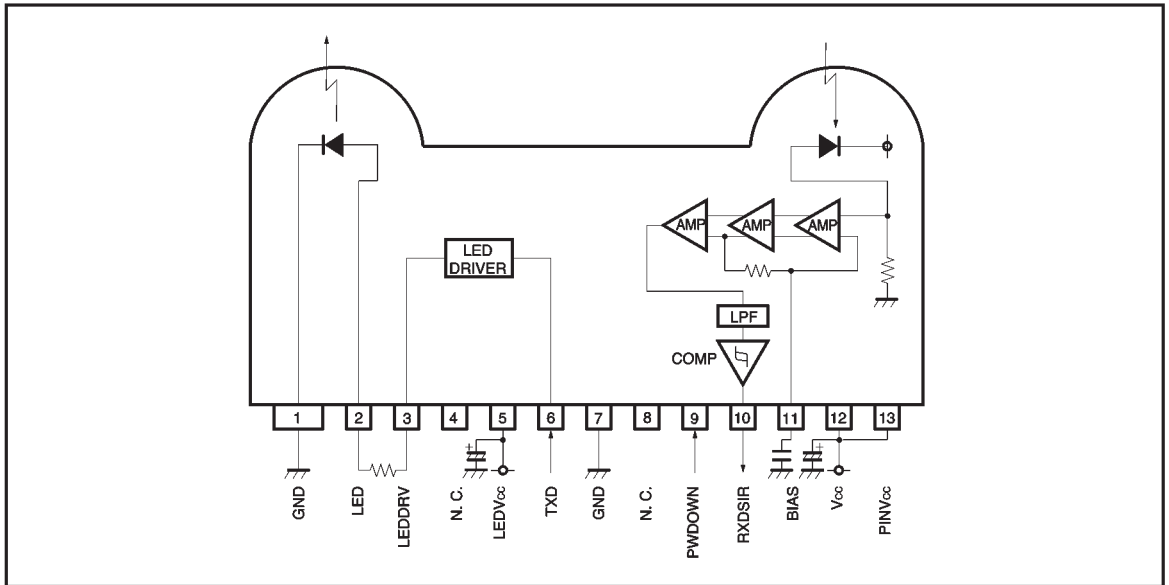 AMP AMP AMP
LED
DRIVER
LPF
COMP
1 2 3 4 5 6 7 8 9 10 11 12 13
+ +
GND
LED
LEDDRV
N. C.
LEDVcc
TXD
GND
N. C.
PWDOWN
RXDSIR
BIAS
Vcc
PINVcc